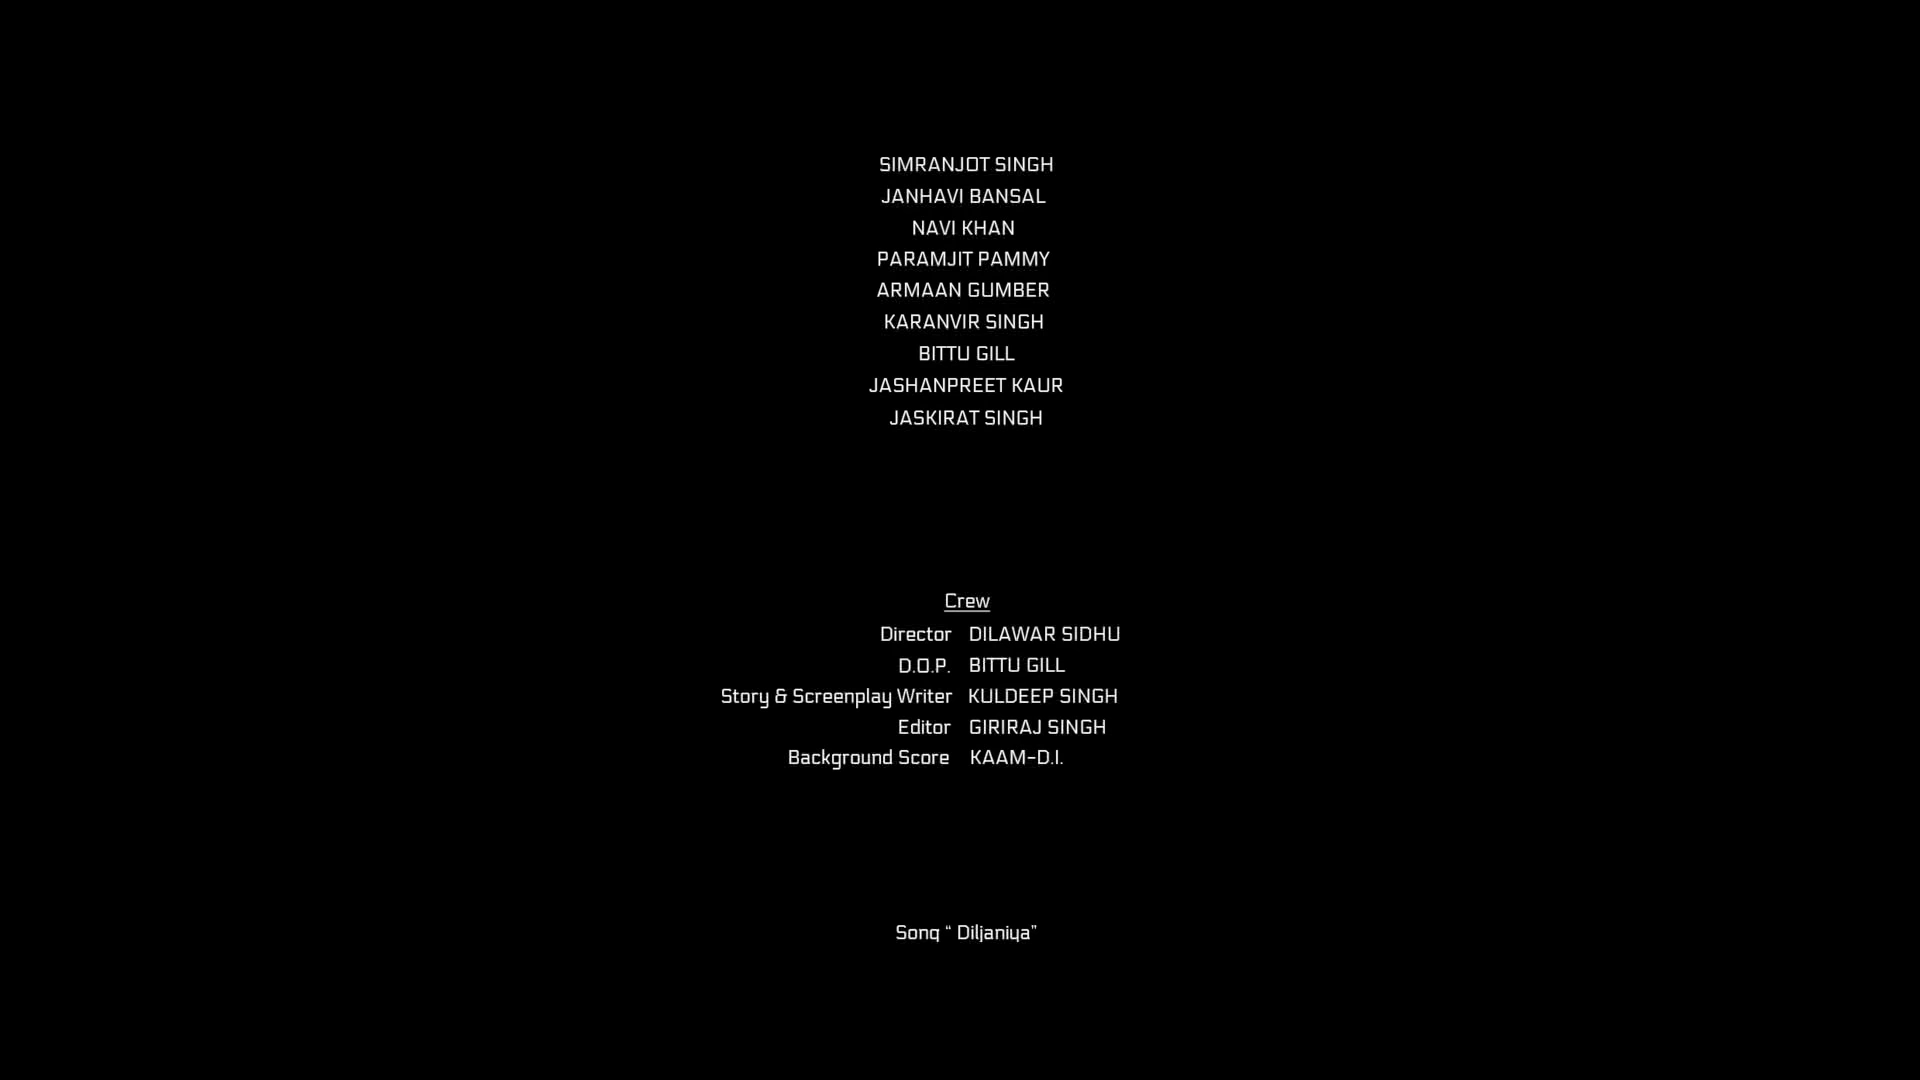 SIMRANJOT SINGH
JANHAVI BANSAL
NAVI KHAN
PARAMJIT PAMMY
ARMAAN GUMBER
KARANVIR SINGH
BITTU GILL
JASHANPREET KAUR
JASKIRAT SINGH
Crew
Director DILAWAR SIDHU
D.O.P. BITTU GILL
Story & Screenplay Writer KULDEEP SINGH
Editor GIRIRAJ SINGH
Background Score KAAM-D.I.
Song “ Diljaniya”